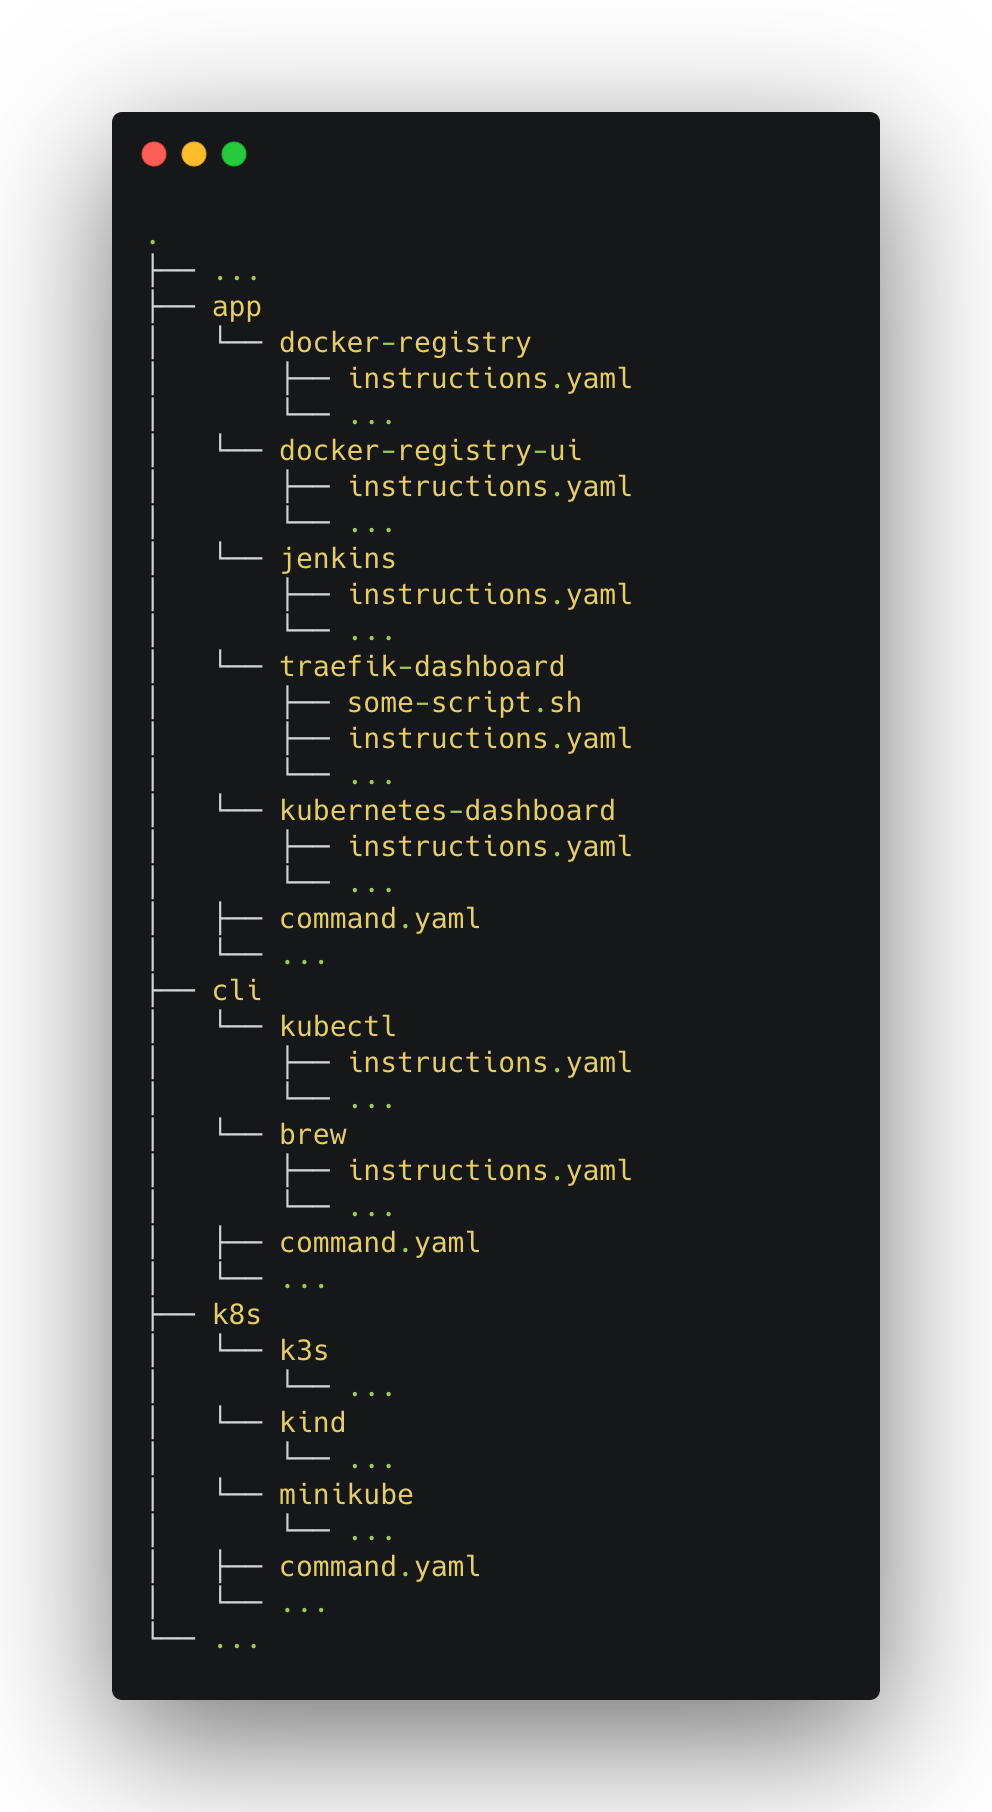 .
├── ...
├── app
│   └── docker-registry
│       ├── instructions.yaml
│       └── ...
│   └── docker-registry-ui
│       ├── instructions.yaml
│       └── ...
│   └── jenkins
│       ├── instructions.yaml
│       └── ...
│   └── traefik-dashboard
│       ├── some-script.sh
│       ├── instructions.yaml
│       └── ...
│   └── kubernetes-dashboard
│       ├── instructions.yaml
│       └── ...
│   ├── command.yaml
│   └── ...
├── cli
│   └── kubectl
│       ├── instructions.yaml
│       └── ...
│   └── brew
│       ├── instructions.yaml
│       └── ...
│   ├── command.yaml
│   └── ...
├── k8s
│   └── k3s
│       └── ...
│   └── kind
│       └── ...
│   └── minikube
│       └── ...
│   ├── command.yaml
│   └── ...
└── ...